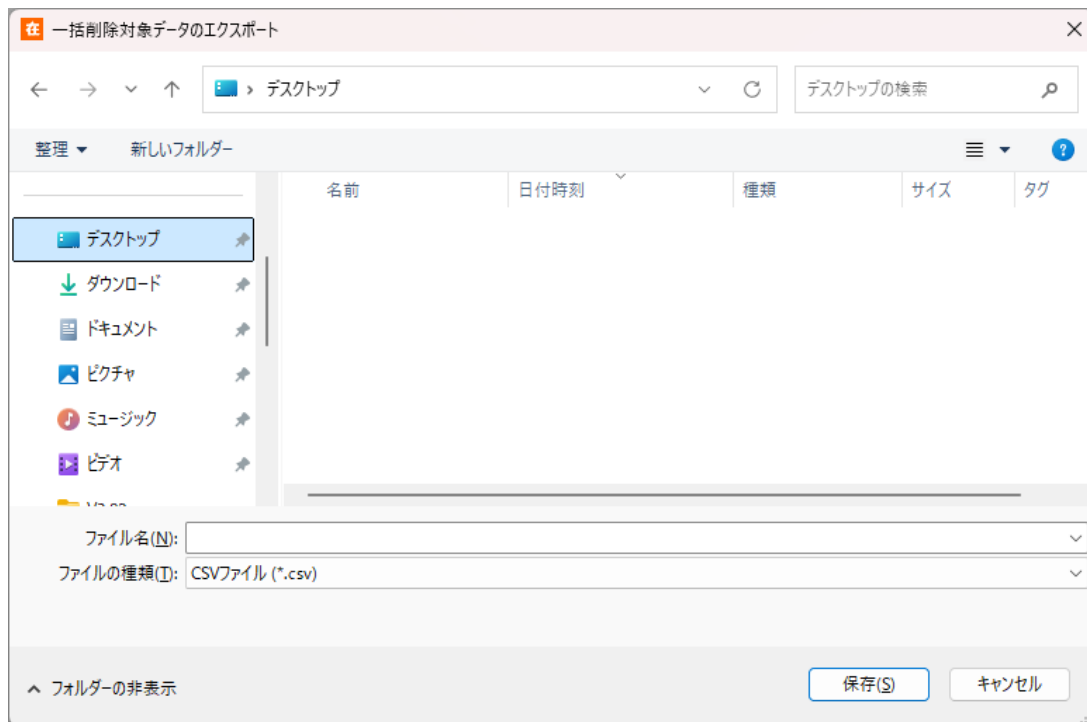 在 一括削除対象データのエクスポート
デスクトップ デスクトップの検索
整理 新しいフォルダー
名前 日付時刻 種類 サイズ タグ
デスクトップ
ダウンロード
ドキュメント
ピクチャ
ミュージック
ビデオ
ファイル名(N):
ファイルの種類(T): CSVファイル (*.csv)
フォルダーの非表示 保存(S) キャンセル